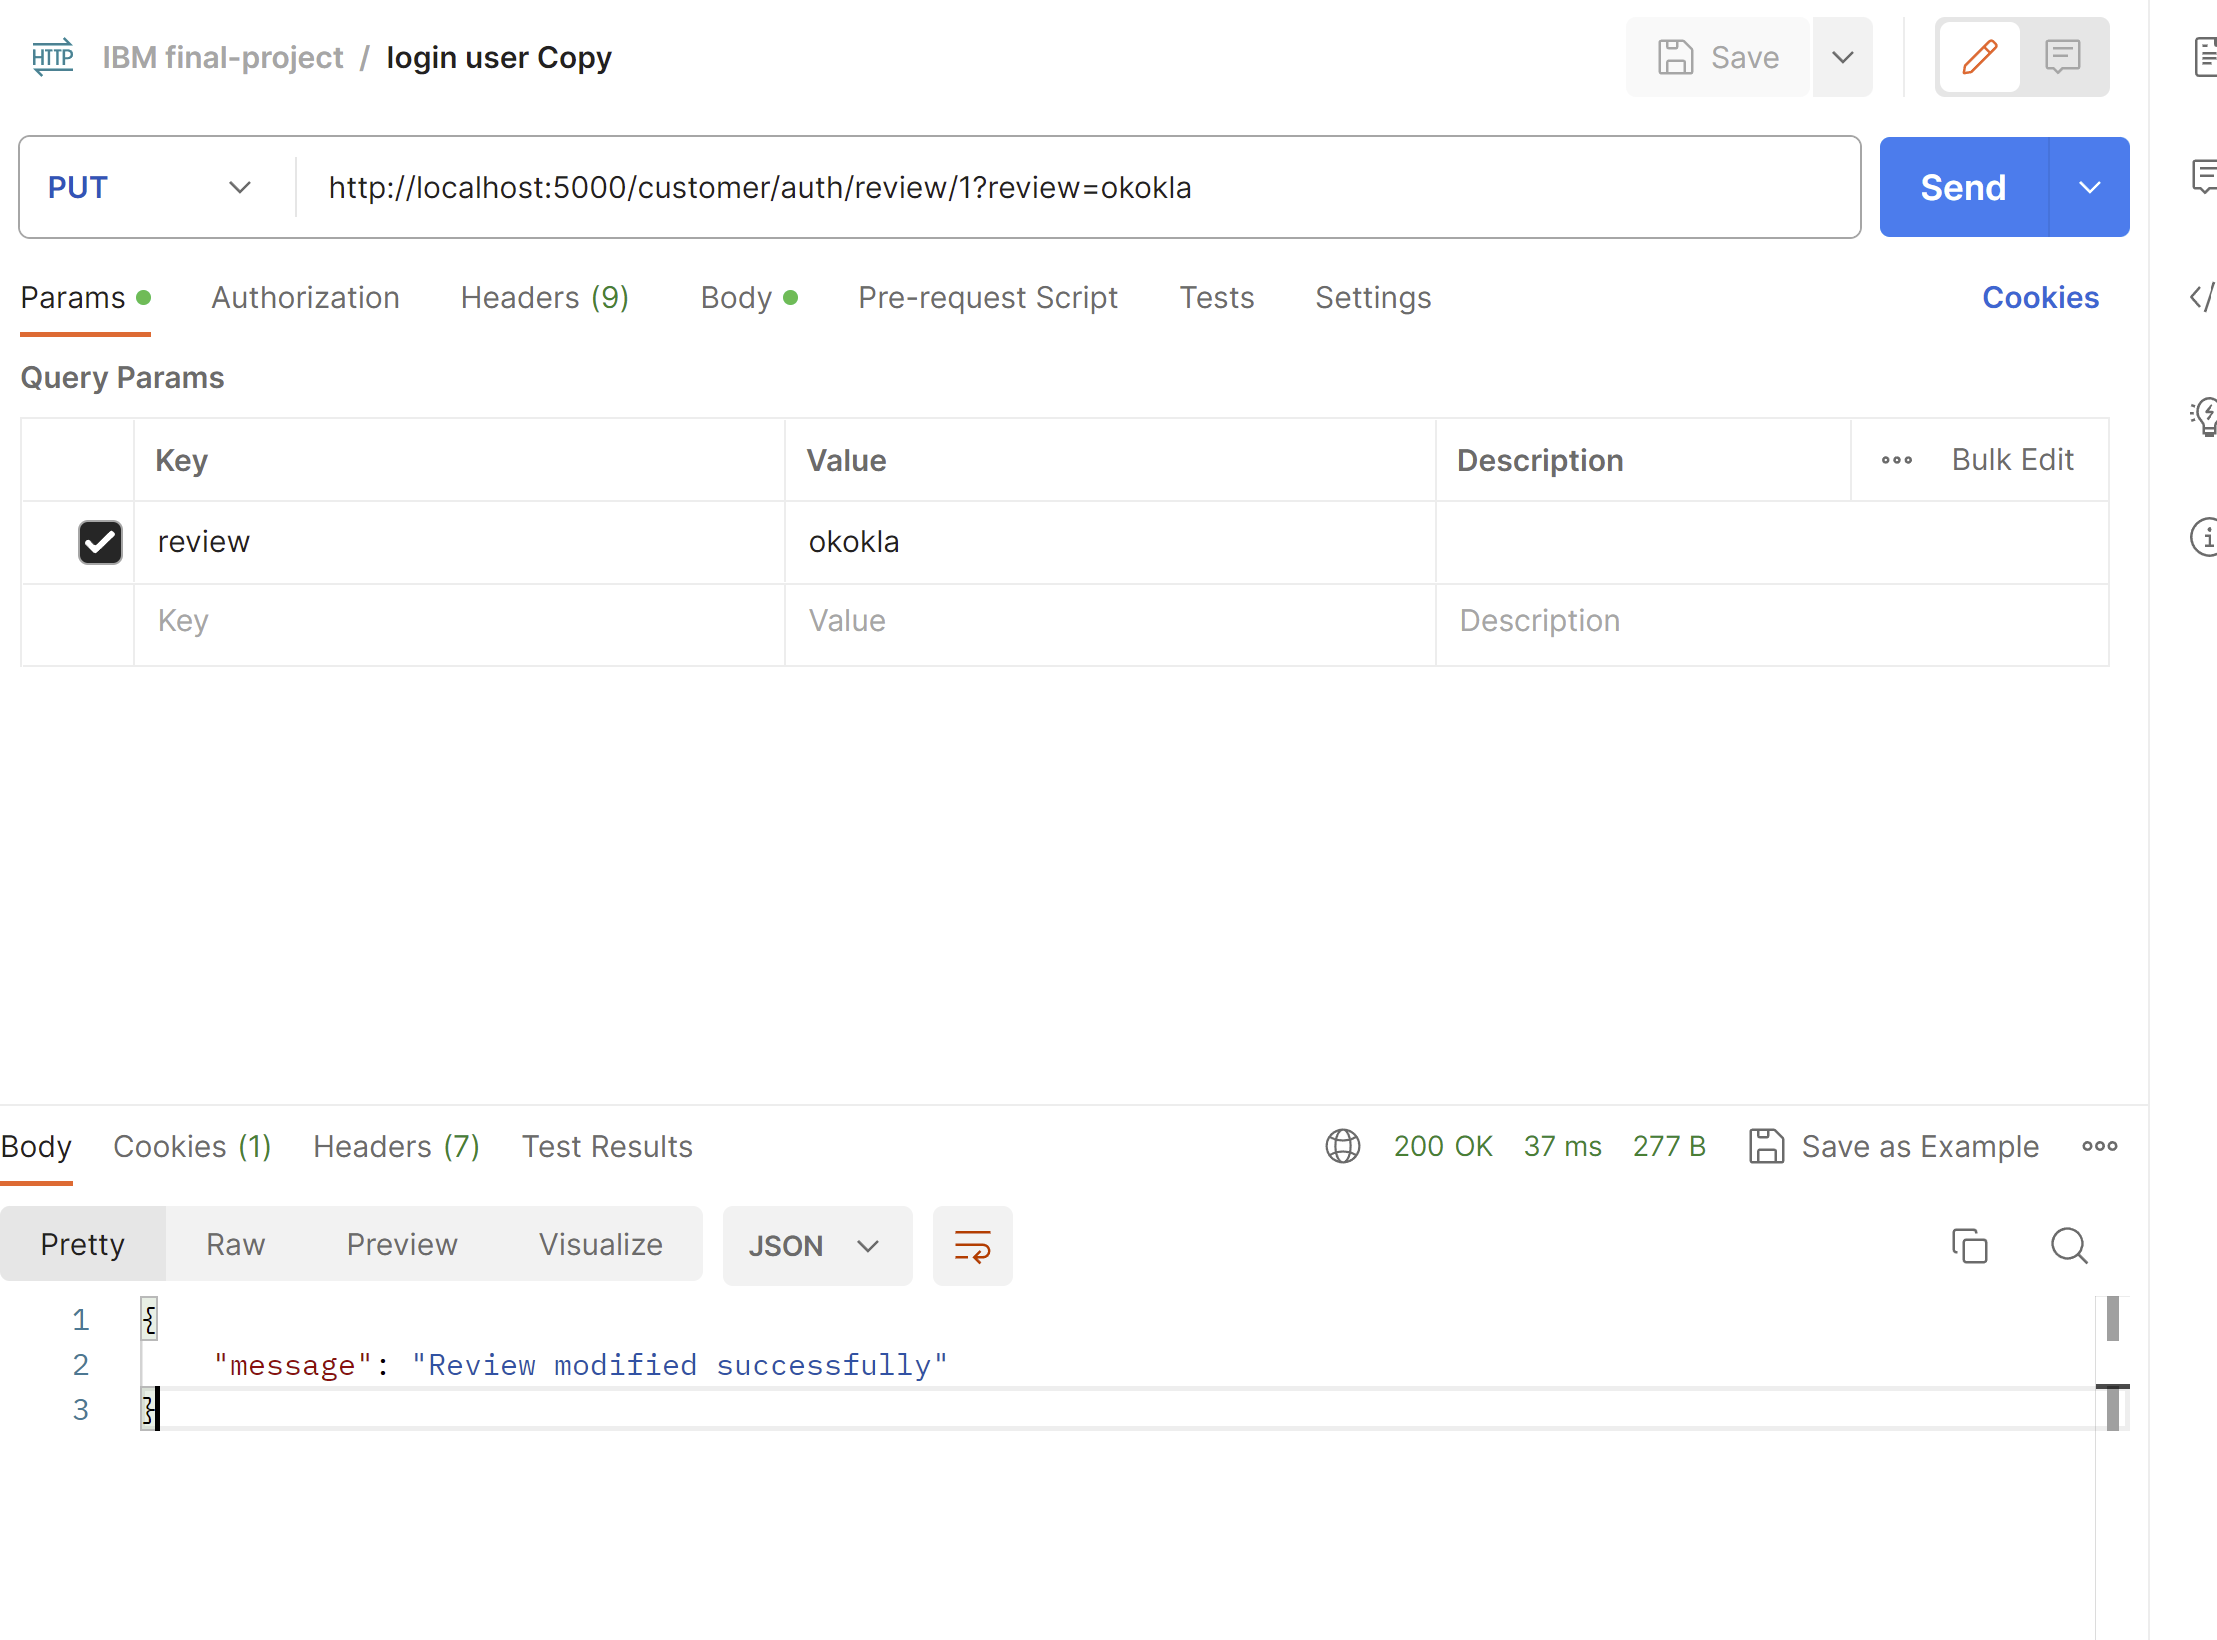 HTTP IBM final-project / login user Copy Save
PUT http://localhost:5000/customer/auth/review/1?review=okokla Send
Params Authorization Headers (9) Body Pre-request Script Tests Settings Cookies
Query Params
Key Value Description Bulk Edit
review okokla
Key Value Description
Body Cookies (1) Headers (7) Test Results 200 OK 37 ms 277 B Save as Example
Pretty Raw Preview Visualize JSON
1 {
2 "message": "Review modified successfully"
3 }